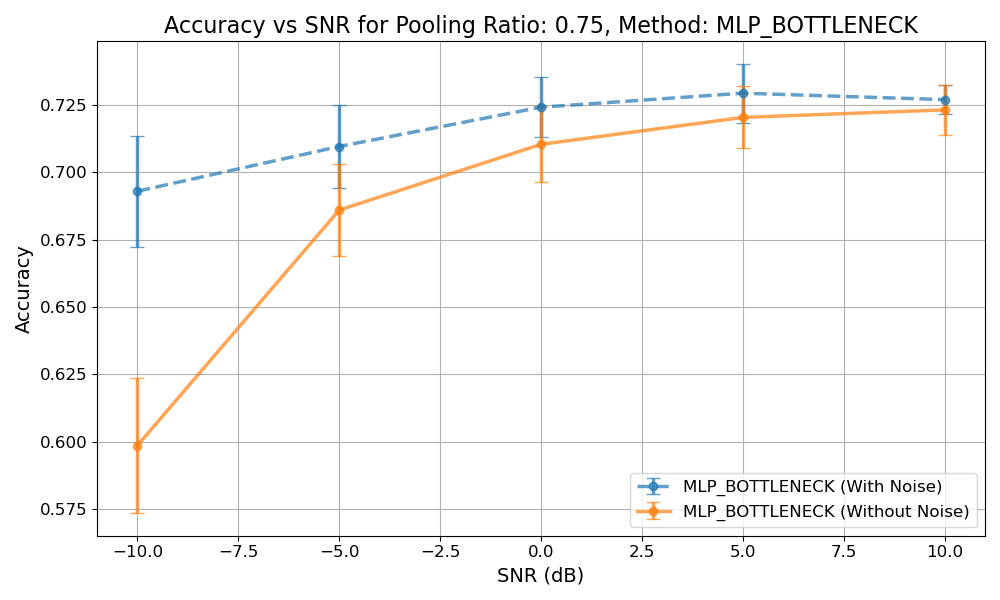 Accuracy vs SNR for Pooling Ratio: 0.75, Method: MLP_BOTTLENECK
Accuracy
0.725
0.700
0.675
0.650
0.625
0.600
0.575
MLP_BOTTLENECK (With Noise)
MLP_BOTTLENECK (Without Noise)
−10.0 −7.5 −5.0 −2.5 0.0 2.5 5.0 7.5 10.0
SNR (dB)